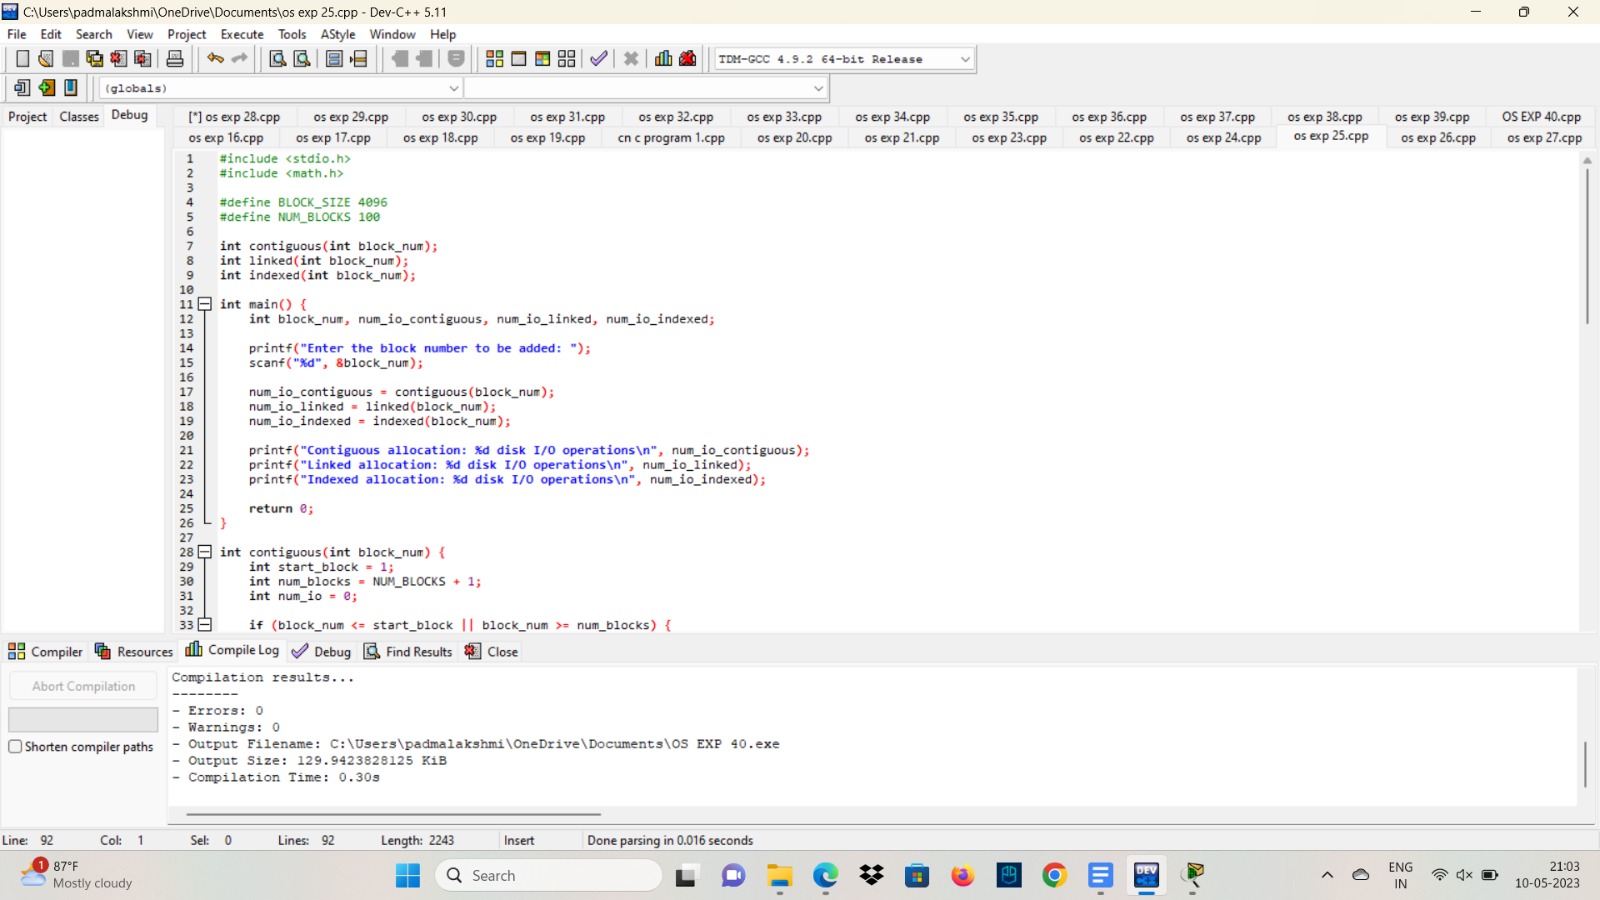 C:\Users\padmalakshmi\OneDrive\Documents\os exp 25.cpp - Dev-C++ 5.11
File Edit Search View Project Execute Tools AStyle Window Help
TDM-GCC 4.9.2 64-bit Release
(globals)
Project Classes Debug
[*] os exp 28.cpp os exp 29.cpp os exp 30.cpp os exp 31.cpp os exp 32.cpp os exp 33.cpp os exp 34.cpp os exp 35.cpp os exp 36.cpp os exp 37.cpp os exp 38.cpp os exp 39.cpp OS EXP 40.cpp
os exp 16.cpp os exp 17.cpp os exp 18.cpp os exp 19.cpp cn c program 1.cpp os exp 20.cpp os exp 21.cpp os exp 23.cpp os exp 22.cpp os exp 24.cpp os exp 25.cpp os exp 26.cpp os exp 27.cpp
1 #include <stdio.h>
2 #include <math.h>
3
4 #define BLOCK_SIZE 4096
5 #define NUM_BLOCKS 100
6
7 int contiguous(int block_num);
8 int linked(int block_num);
9 int indexed(int block_num);
10
11 int main() {
12 int block_num, num_io_contiguous, num_io_linked, num_io_indexed;
13
14 printf("Enter the block number to be added: ");
15 scanf("%d", &block_num);
16
17 num_io_contiguous = contiguous(block_num);
18 num_io_linked = linked(block_num);
19 num_io_indexed = indexed(block_num);
20
21 printf("Contiguous allocation: %d disk I/O operations\n", num_io_contiguous);
22 printf("Linked allocation: %d disk I/O operations\n", num_io_linked);
23 printf("Indexed allocation: %d disk I/O operations\n", num_io_indexed);
24
25 return 0;
26 }
27
28 int contiguous(int block_num) {
29 int start_block = 1;
30 int num_blocks = NUM_BLOCKS + 1;
31 int num_io = 0;
32
33 if (block_num <= start_block || block_num >= num_blocks) {
Compiler Resources Compile Log Debug Find Results Close
Abort Compilation
Shorten compiler paths
Compilation results...
--------
- Errors: 0
- Warnings: 0
- Output Filename: C:\Users\padmalakshmi\OneDrive\Documents\OS EXP 40.exe
- Output Size: 129.9423828125 KiB
- Compilation Time: 0.30s
Line: 92 Col: 1 Sel: 0 Lines: 92 Length: 2243 Insert Done parsing in 0.016 seconds
1
87°F
Mostly cloudy
Search
DEV
ENG
IN
21:03
10-05-2023